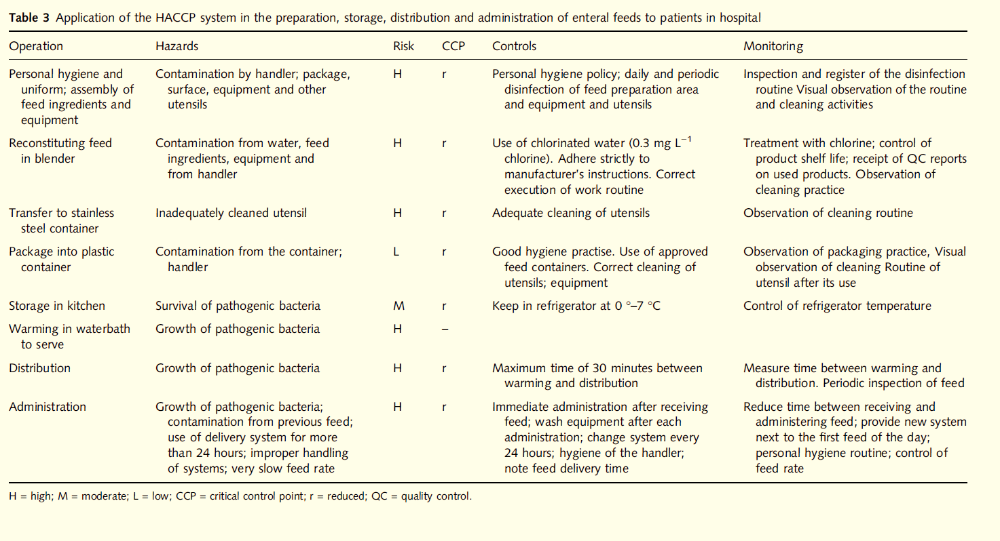 Table 3 Application of the HACCP system in the preparation, storage, distribution and administration of enteral feeds to patients in hospital
Operation Hazards Risk CCP Controls Monitoring
Personal hygiene and Contamination by handler; package, H r Personal hygiene policy; daily and periodic Inspection and register of the disinfection
uniform; assembly of surface, equipment and other disinfection of feed preparation area routine Visual observation of the routine
feed ingredients and utensils and equipment and utensils and cleaning activities
equipment
Reconstituting feed Contamination from water, feed H r Use of chlorinated water (0.3 mg L⁻¹ Treatment with chlorine; control of
in blender ingredients, equipment and chlorine). Adhere strictly to product shelf life; receipt of QC reports
from handler manufacturer's instructions. Correct on used products. Observation of
execution of work routine cleaning practice
Transfer to stainless Inadequately cleaned utensil H r Adequate cleaning of utensils Observation of cleaning routine
steel container
Package into plastic Contamination from the container; L r Good hygiene practise. Use of approved Observation of packaging practice, Visual
container handler feed containers. Correct cleaning of observation of cleaning Routine of
utensils; equipment utensil after its use
Storage in kitchen Survival of pathogenic bacteria M r Keep in refrigerator at 0 °–7 °C Control of refrigerator temperature
Warming in waterbath Growth of pathogenic bacteria H –
to serve
Distribution Growth of pathogenic bacteria H r Maximum time of 30 minutes between Measure time between warming and
warming and distribution distribution. Periodic inspection of feed
Administration Growth of pathogenic bacteria; H r Immediate administration after receiving Reduce time between receiving and
contamination from previous feed; feed; wash equipment after each administering feed; provide new system
use of delivery system for more administration; change system every next to the first feed of the day;
than 24 hours; improper handling 24 hours; hygiene of the handler; personal hygiene routine; control of
of systems; very slow feed rate note feed delivery time feed rate
H = high; M = moderate; L = low; CCP = critical control point; r = reduced; QC = quality control.